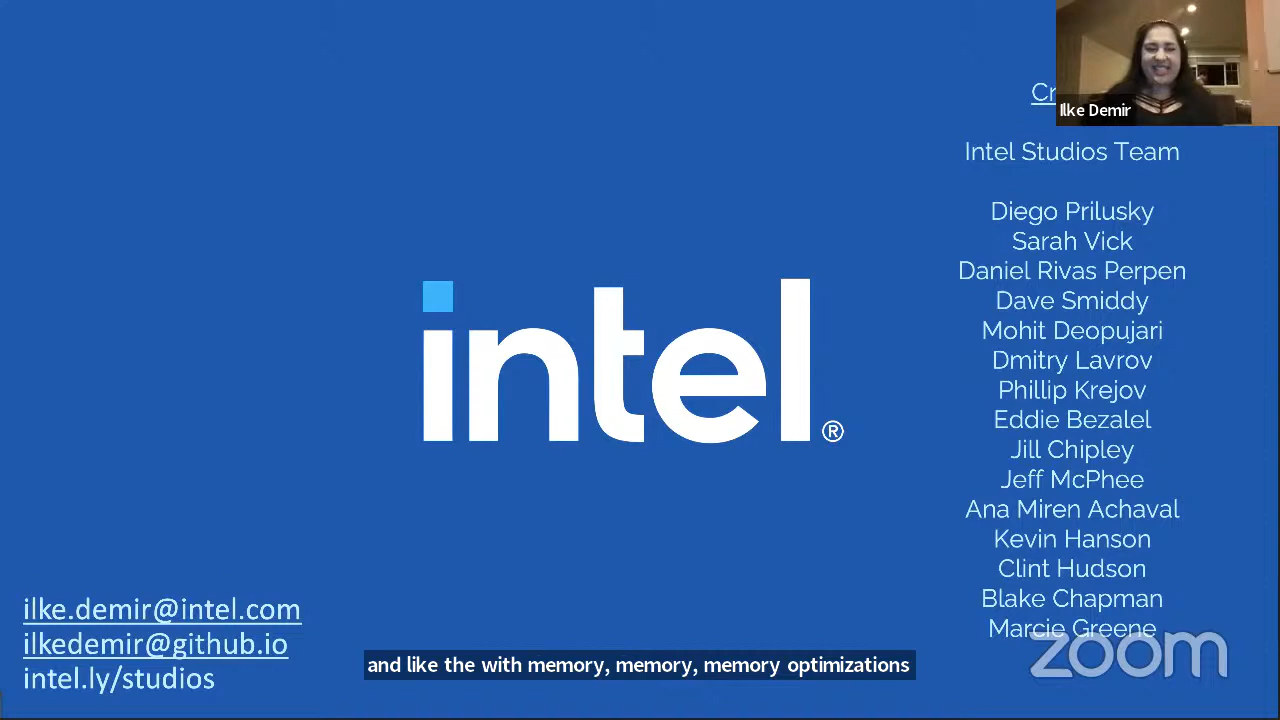 Ilke Demir
Intel Studios Team
Diego Prilusky
Sarah Vick
Daniel Rivas Perpen
Dave Smiddy
Mohit Deopujari
Dmitry Lavrov
Phillip Krejov
Eddie Bezalel
Jill Chipley
Jeff McPhee
Ana Miren Achaval
Kevin Hanson
Clint Hudson
Blake Chapman
Marcie Greene
intel®
ilke.demir@intel.com
ilkedemir@github.io
intel.ly/studios
and like the with memory, memory, memory optimizations
zoom